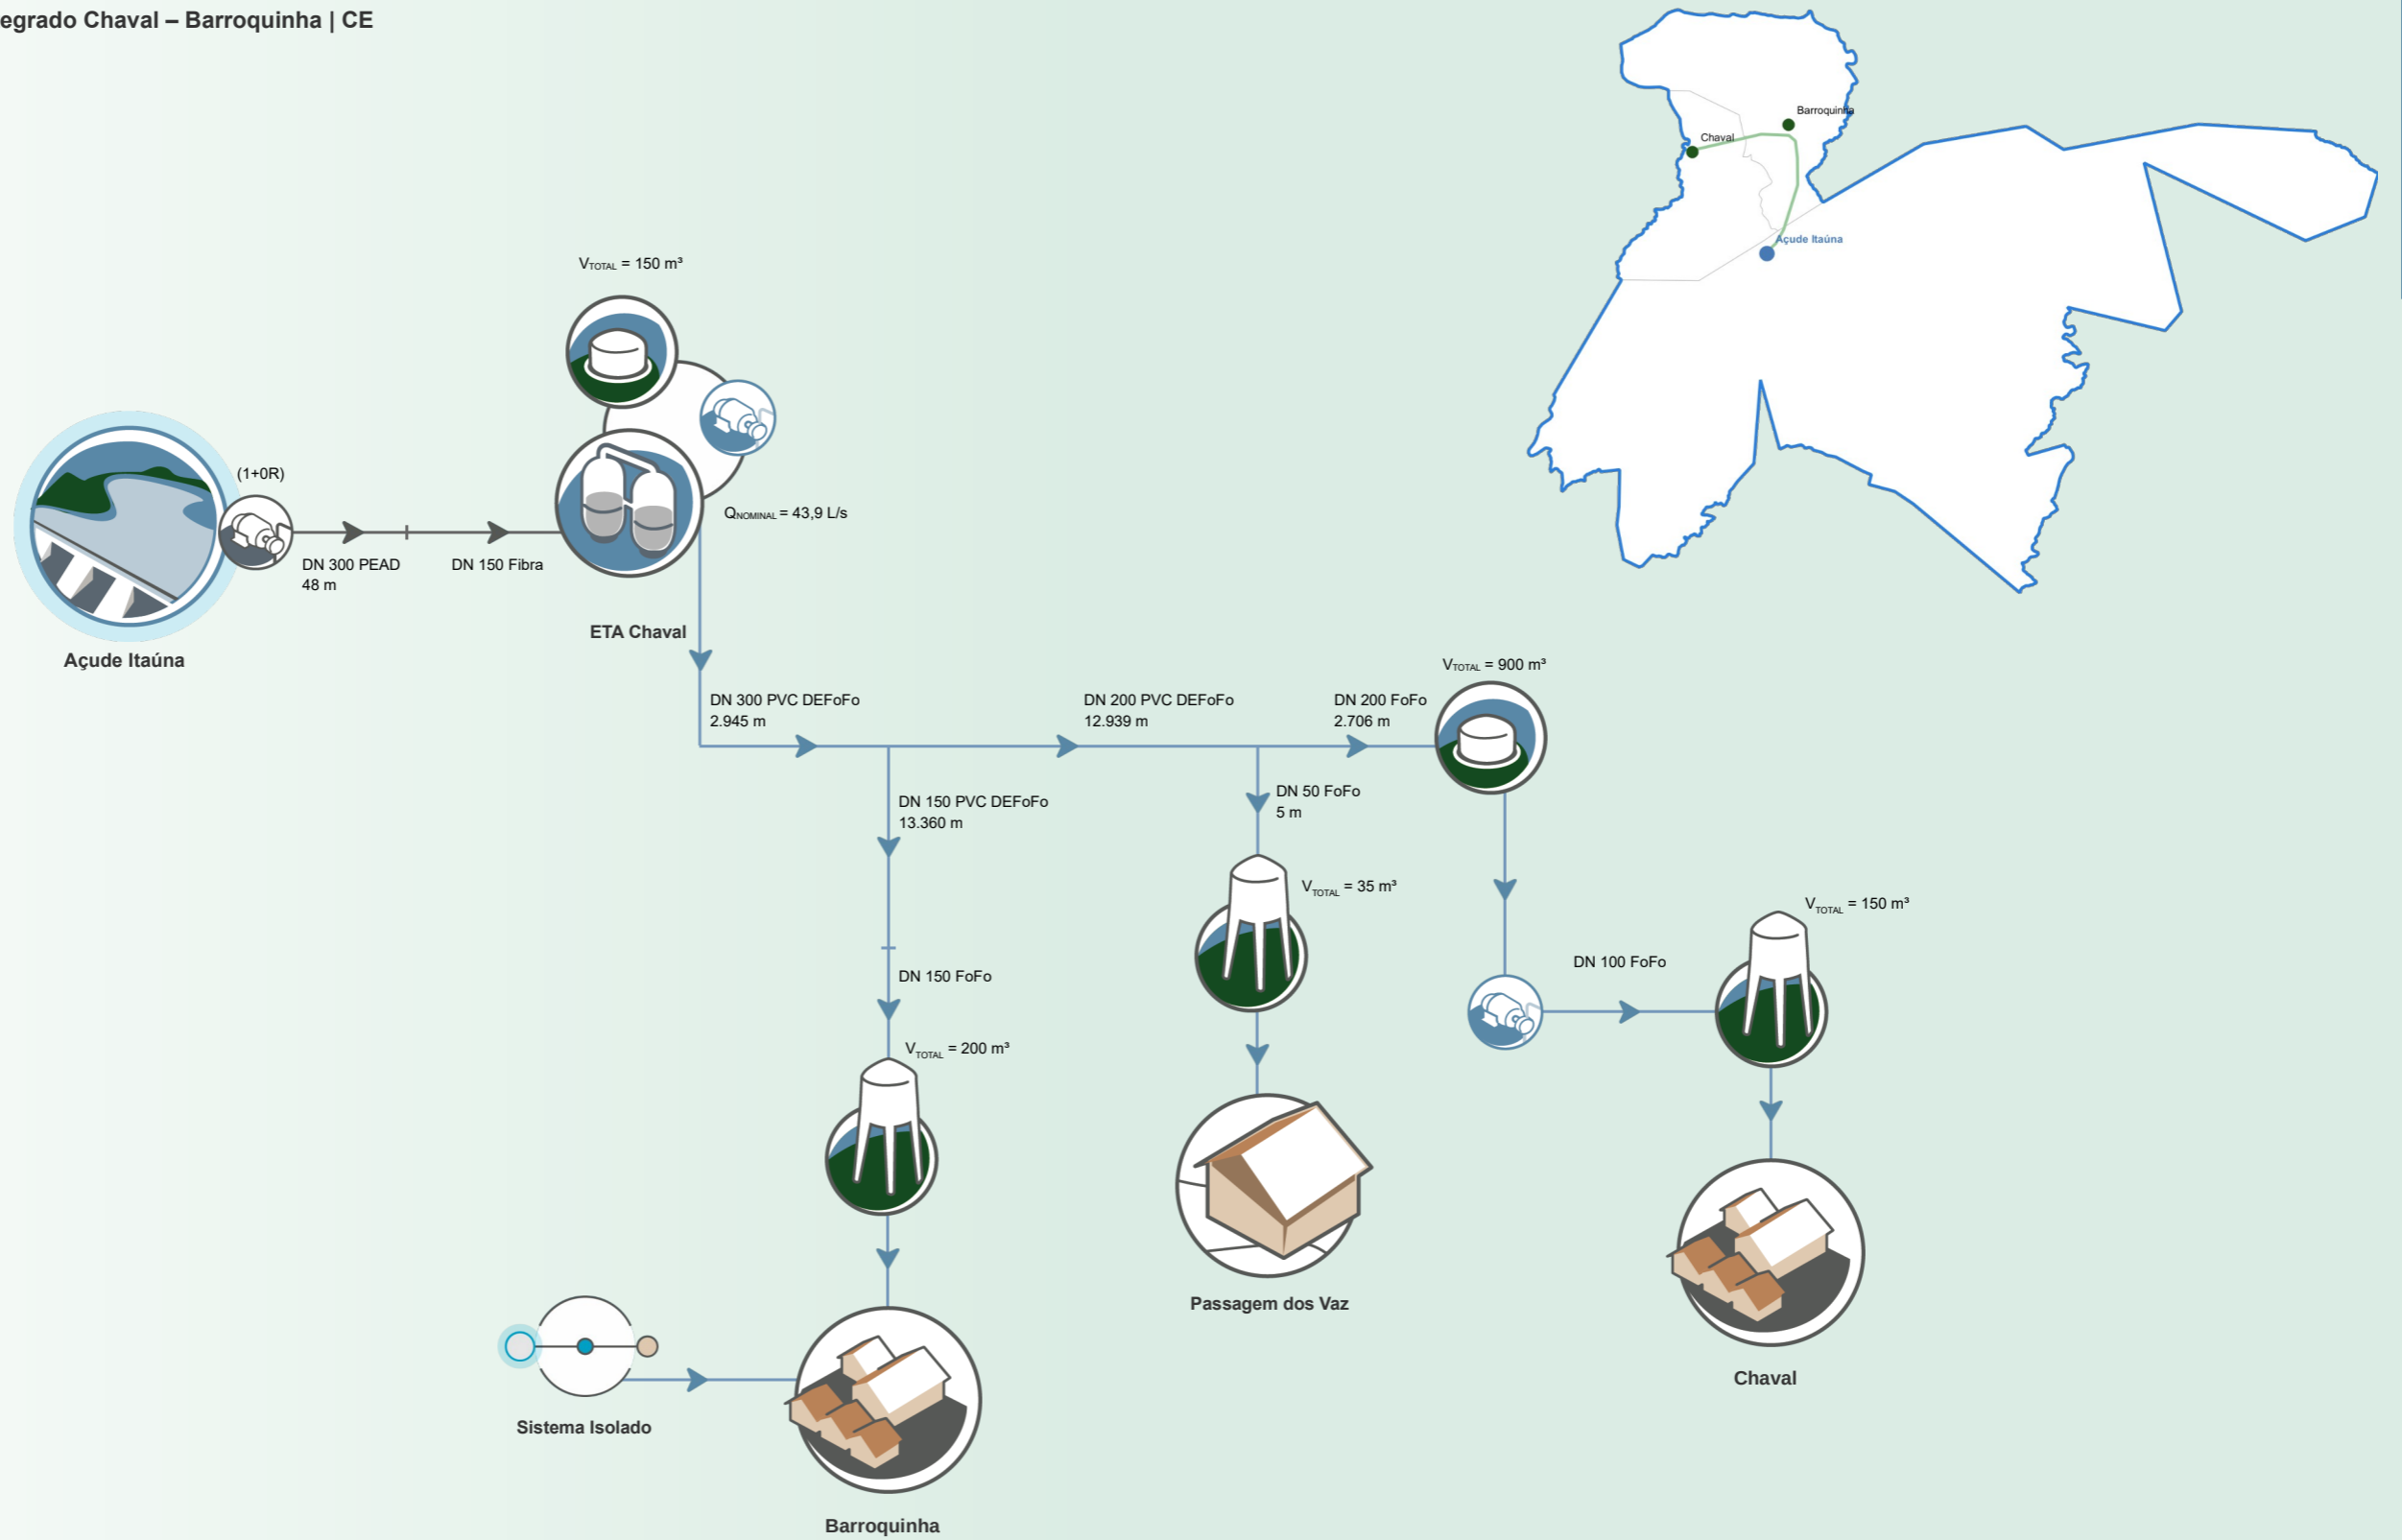 egrado Chaval – Barroquinha | CE
Barroquinha
Chaval
Açude Itaúna
VTOTAL = 150 m³
(1+0R)
QNOMINAL = 43,9 L/s
DN 300 PEAD
48 m
DN 150 Fibra
ETA Chaval
Açude Itaúna
DN 300 PVC DEFoFo
2.945 m
DN 200 PVC DEFoFo
12.939 m
DN 200 FoFo
2.706 m
VTOTAL = 900 m³
DN 150 PVC DEFoFo
13.360 m
DN 50 FoFo
5 m
VTOTAL = 35 m³
VTOTAL = 150 m³
DN 100 FoFo
DN 150 FoFo
VTOTAL = 200 m³
Passagem dos Vaz
Chaval
Sistema Isolado
Barroquinha